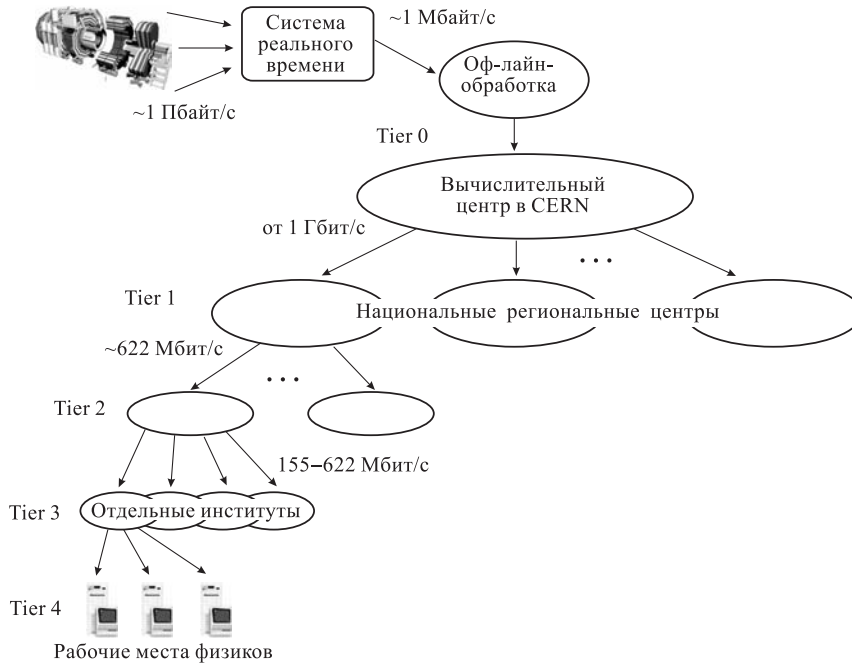 Система
реального
времени
~1 Мбайт/с
Оф-лайн-
обработка
~1 Пбайт/с
Tier 0
Вычислительный
центр в CERN
от 1 Гбит/с
. . .
Tier 1
Национальные региональные центры
~622 Мбит/с
. . .
Tier 2
155–622 Мбит/с
Tier 3
Отдельные институты
Tier 4
Рабочие места физиков